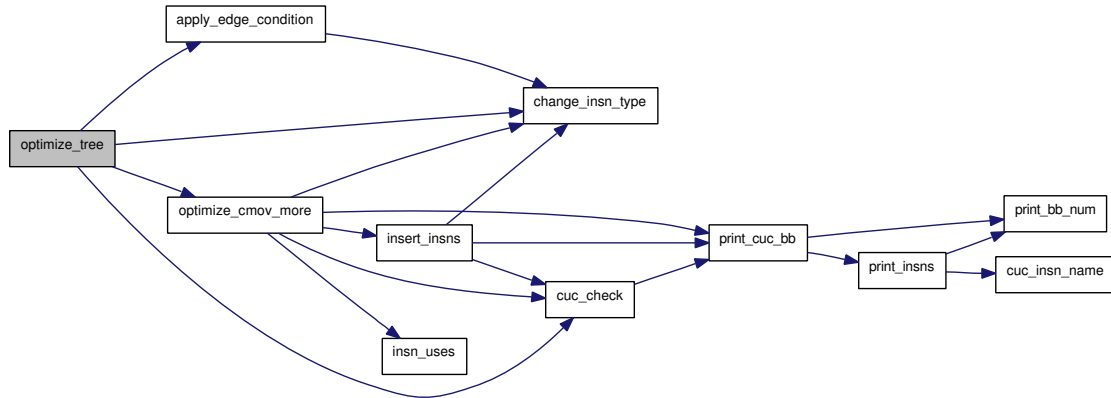 apply_edge_condition
change_insn_type
optimize_tree
print_bb_num
optimize_cmov_more
insert_insns
print_cuc_bb
print_insns
cuc_insn_name
cuc_check
insn_uses